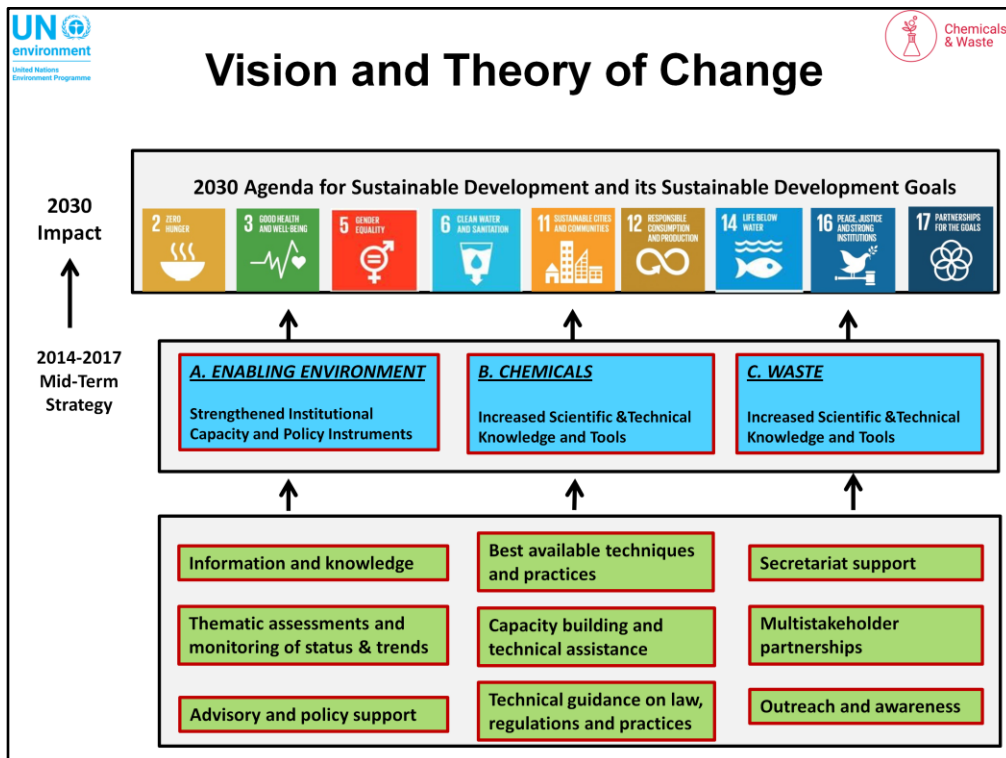 UN
environment
United Nations
Environment Programme
Chemicals
& Waste
Vision and Theory of Change
2030
Impact
2014-2017
Mid-Term
Strategy
2030 Agenda for Sustainable Development and its Sustainable Development Goals
2 ZERO
HUNGER
3 GOOD HEALTH
AND WELL-BEING
5 GENDER
EQUALITY
6 CLEAN WATER
AND SANITATION
11 SUSTAINABLE CITIES
AND COMMUNITIES
12 RESPONSIBLE
CONSUMPTION
AND PRODUCTION
14 LIFE BELOW
WATER
16 PEACE, JUSTICE
AND STRONG
INSTITUTIONS
17 PARTNERSHIPS
FOR THE GOALS
A. ENABLING ENVIRONMENT
Strengthened Institutional
Capacity and Policy Instruments
B. CHEMICALS
Increased Scientific &Technical
Knowledge and Tools
C. WASTE
Increased Scientific &Technical
Knowledge and Tools
Information and knowledge
Thematic assessments and
monitoring of status & trends
Advisory and policy support
Best available techniques
and practices
Capacity building and
technical assistance
Technical guidance on law,
regulations and practices
Secretariat support
Multistakeholder
partnerships
Outreach and awareness